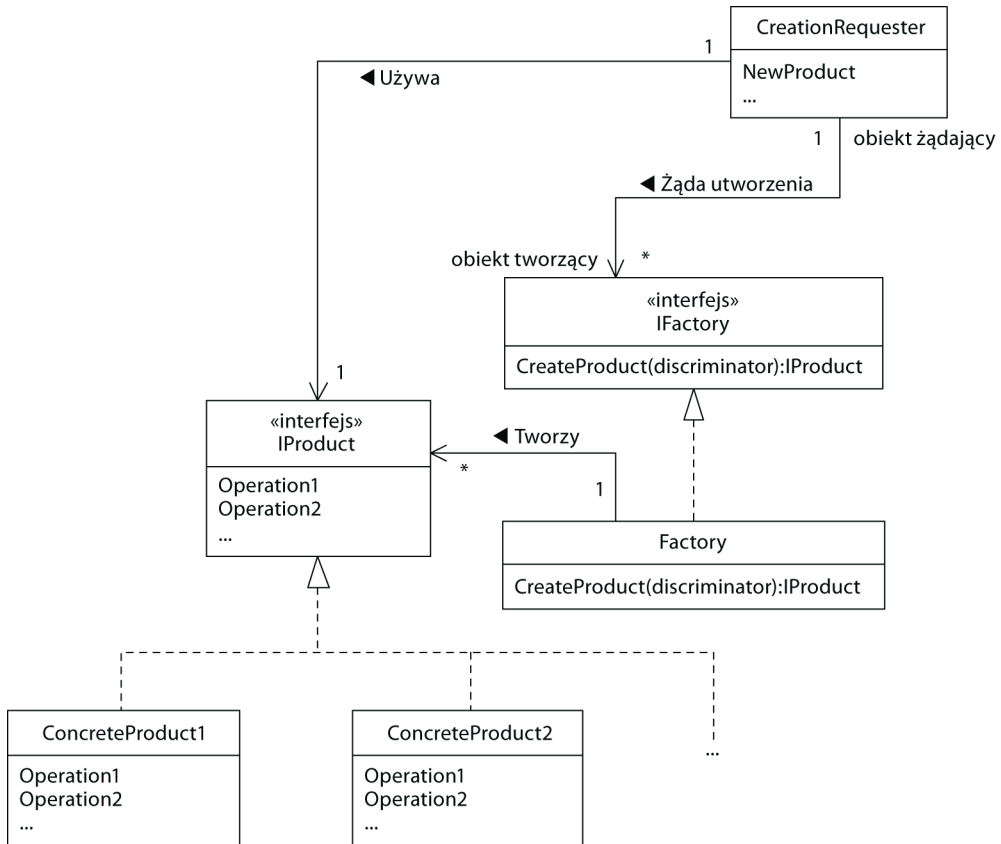 CreationRequester
NewProduct
...
1
◀ Używa
1
obiekt żądający
◀ Żąda utworzenia
obiekt tworzący
*
«interfejs»
IFactory
CreateProduct(discriminator):IProduct
1
«interfejs»
IProduct
Operation1
Operation2
...
◀ Tworzy
*
1
Factory
CreateProduct(discriminator):IProduct
ConcreteProduct1
Operation1
Operation2
...
ConcreteProduct2
Operation1
Operation2
...
...